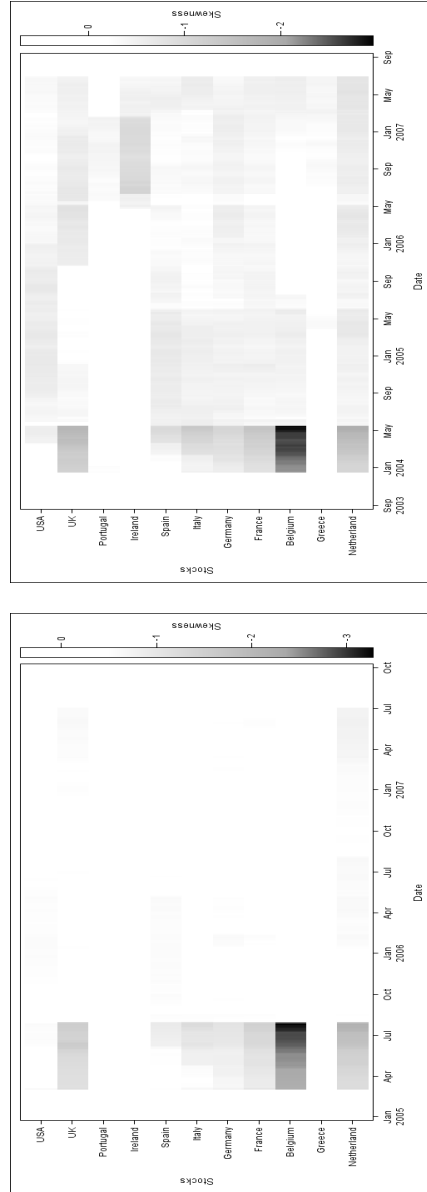 Skewness
0
-1
-2
USA
UK
Portugal
Ireland
Spain
Italy
Germany
France
Belgium
Greece
Netherland
Stocks
Sep Jan May Sep Jan May Sep Jan May Sep Jan May Sep
2003 2004 2005 2006 2007
Date
Skewness
0
-1
-2
-3
USA
UK
Portugal
Ireland
Spain
Italy
Germany
France
Belgium
Greece
Netherland
Stocks
Jan Apr Jul Oct Jan Apr Jul Oct Jan Apr Jul Oct
2005 2006 2007
Date